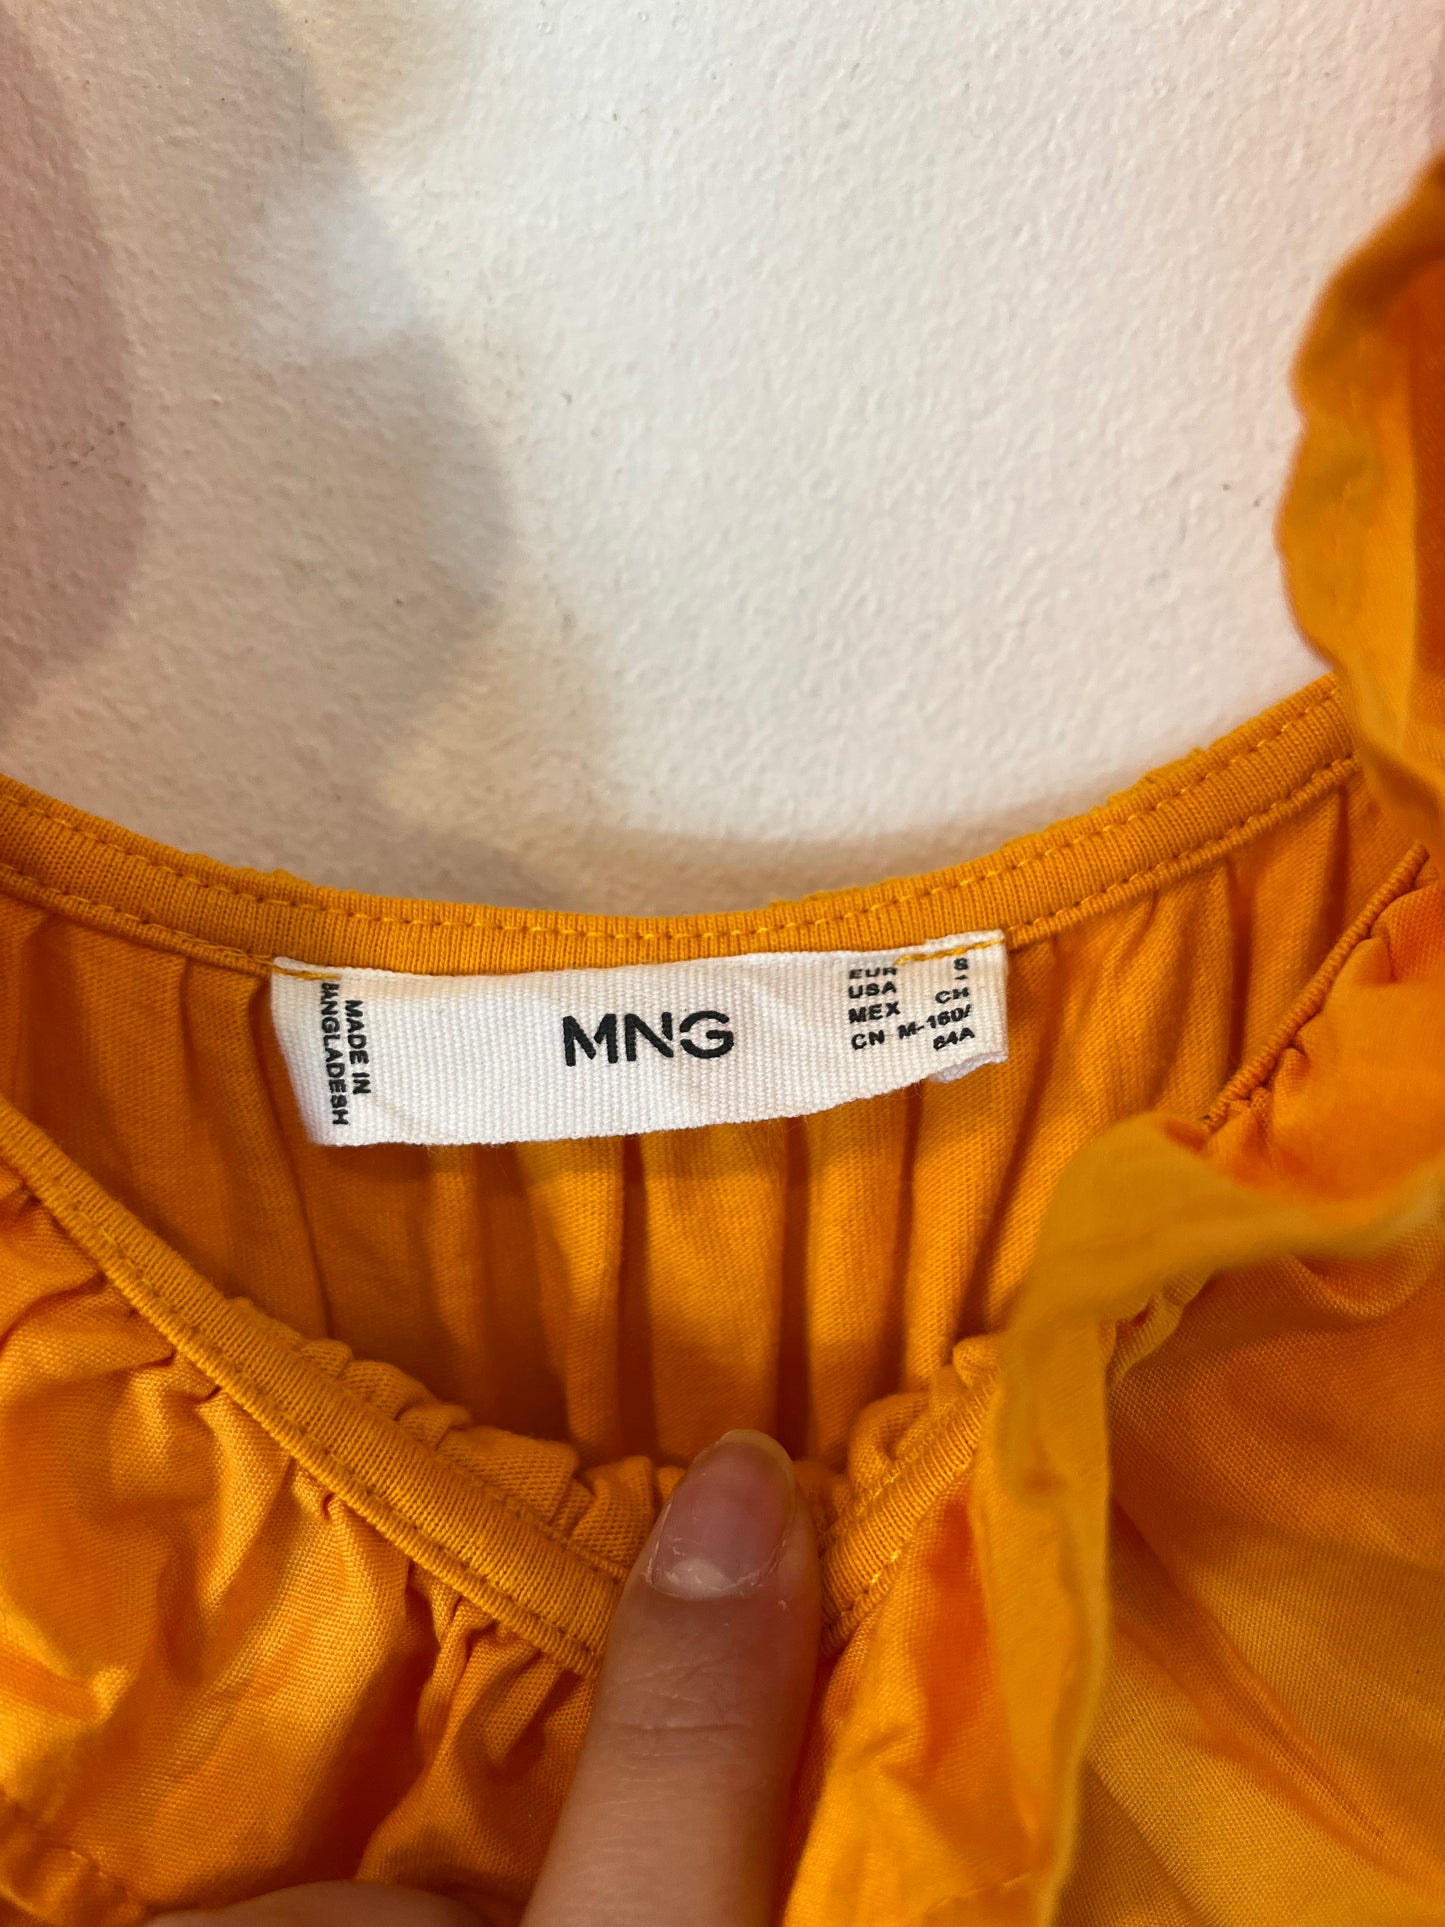 MADE IN
BANGLADESH
MNG
EUR S
USA
MEX CH
CN M-160/
84A